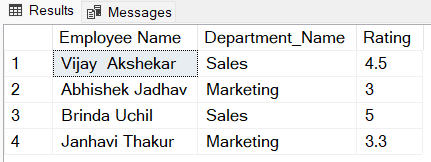 Results Messages
Employee Name Department_Name Rating
1 Vijay  Akshekar Sales 4.5
2 Abhishek Jadhav Marketing 3
3 Brinda Uchil Sales 5
4 Janhavi Thakur Marketing 3.3